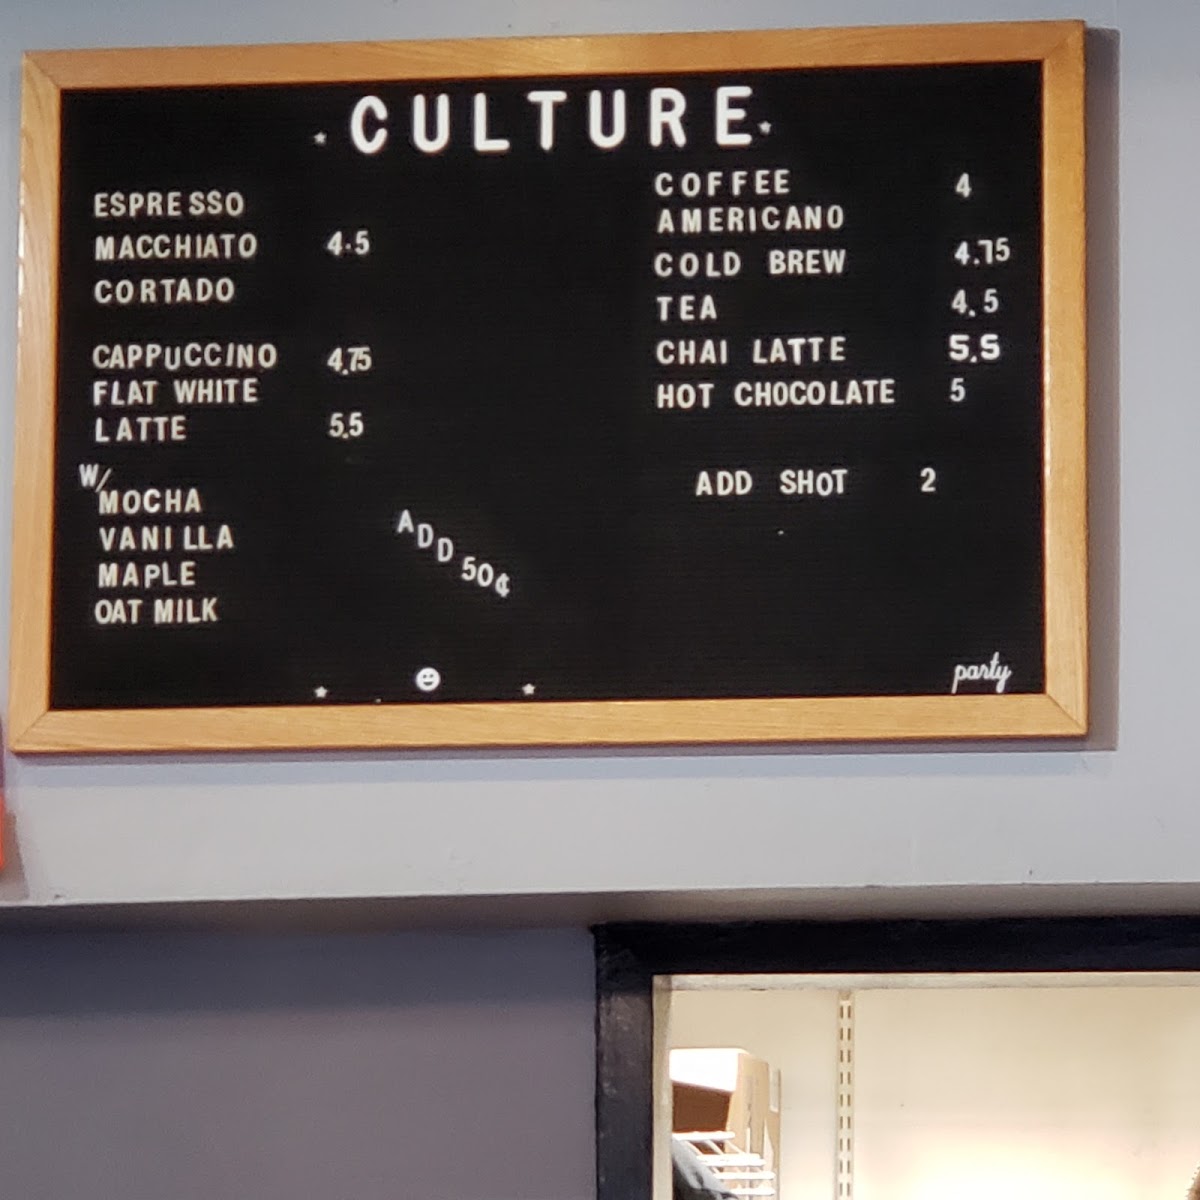 CULTURE
ESPRESSO
MACCHIATO 4.5
CORTADO
CAPPUCCINO 4.75
FLAT WHITE
LATTE 5.5
W/
MOCHA
VANILLA
MAPLE
OAT MILK
ADD 50¢
COFFEE 4
AMERICANO
COLD BREW 4.75
TEA 4.5
CHAI LATTE 5.5
HOT CHOCOLATE 5
ADD SHOT 2
party